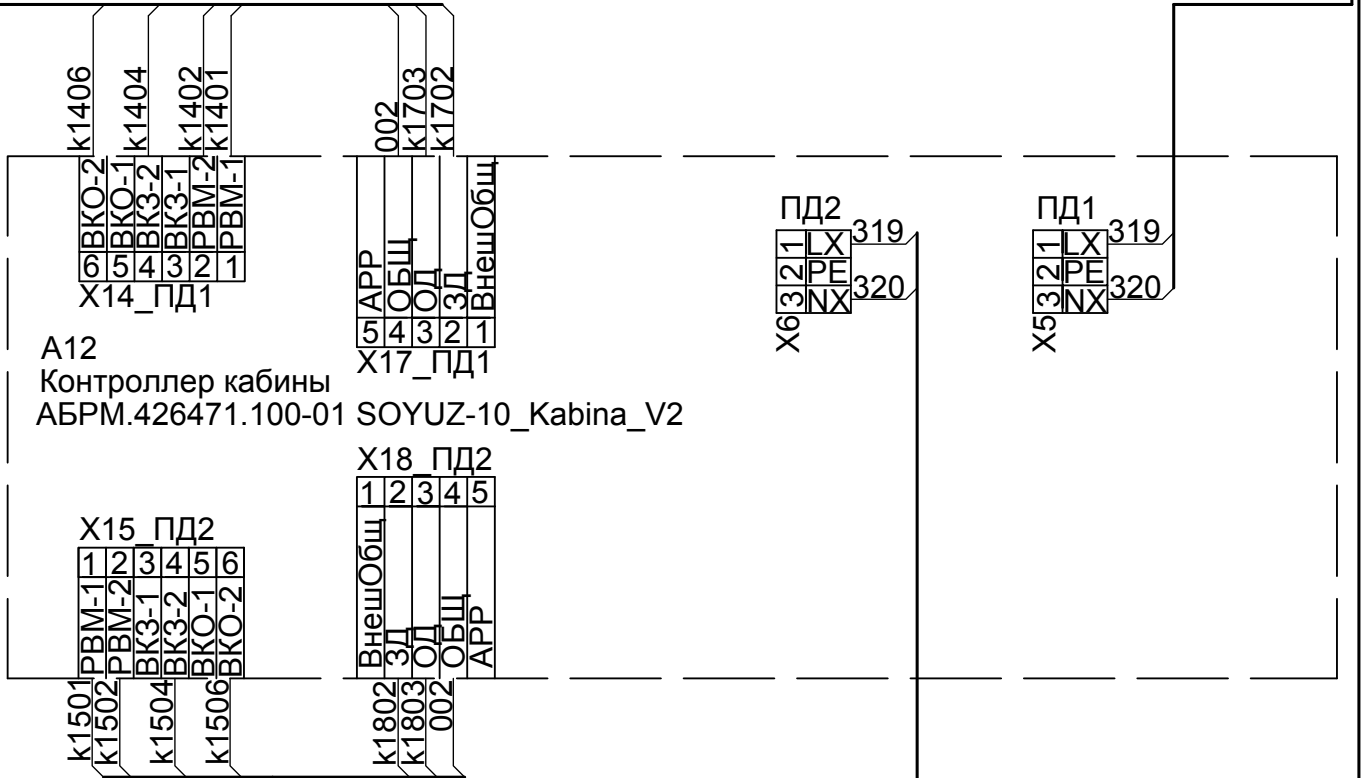 k1406
k1404
k1402
k1401
002
k1703
k1702
ВКО-2
ВКО-1
ВКЗ-2
ВКЗ-1
РВМ-2
РВМ-1
6 5 4 3 2 1
X14_ПД1
АРР
ОБЩ
ОД
ЗД
ВнешОбщ
5 4 3 2 1
X17_ПД1
ПД2
1 LX 319
2 PE
3 NX 320
X6
ПД1
1 LX 319
2 PE
3 NX 320
X5
А12
Контроллер кабины
АБРМ.426471.100-01 SOYUZ-10_Kabina_V2
X18_ПД2
1 2 3 4 5
ВнешОбщ
ЗД
ОД
ОБЩ
АРР
X15_ПД2
1 2 3 4 5 6
РВМ-1
РВМ-2
ВКЗ-1
ВКЗ-2
ВКО-1
ВКО-2
k1501
k1502
k1504
k1506
k1802
k1803
002